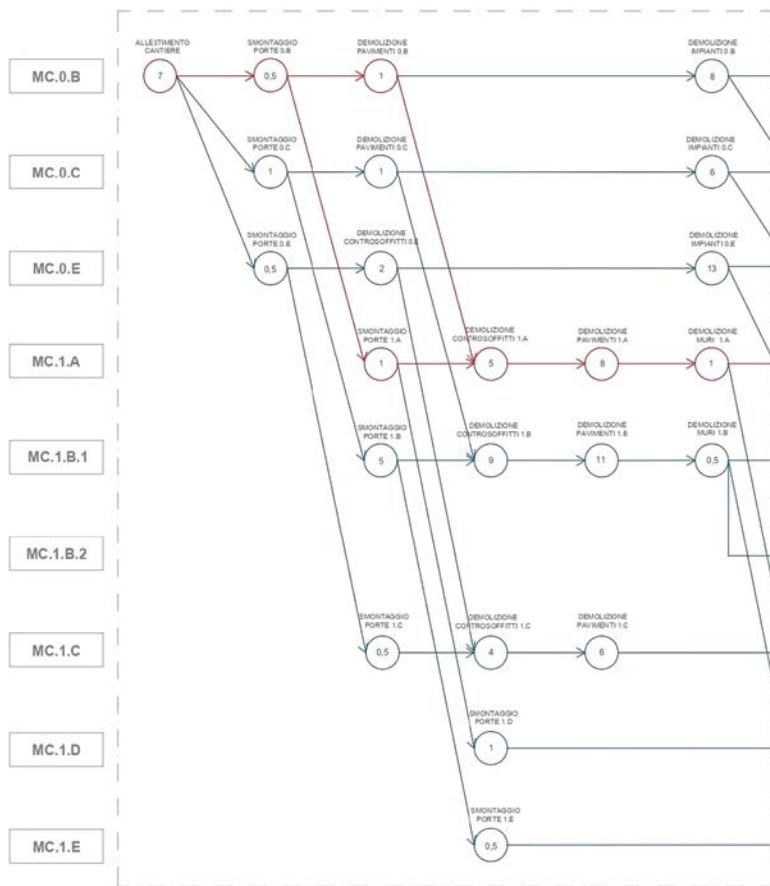 ALLESTIMENTO
CANTIERE
SMONTAGGIO
PORTE 0.B
DEMOLIZIONE
PAVIMENTI 0.B
DEMOLIZIONE
IMPIANTI 0.B
MC.0.B
7
0,5
1
8
SMONTAGGIO
PORTE 0.C
DEMOLIZIONE
PAVIMENTI 0.C
DEMOLIZIONE
IMPIANTI 0.C
MC.0.C
1
1
6
SMONTAGGIO
PORTE 0.E
DEMOLIZIONE
CONTROSOFFITTI 0.E
DEMOLIZIONE
IMPIANTI 0.E
MC.0.E
0,5
2
13
SMONTAGGIO
PORTE 1.A
DEMOLIZIONE
CONTROSOFFITTI 1.A
DEMOLIZIONE
PAVIMENTI 1.A
DEMOLIZIONE
MURI 1.A
MC.1.A
1
5
8
1
SMONTAGGIO
PORTE 1.B
DEMOLIZIONE
CONTROSOFFITTI 1.B
DEMOLIZIONE
PAVIMENTI 1.B
DEMOLIZIONE
MURI 1.B
MC.1.B.1
5
9
11
0,5
MC.1.B.2
SMONTAGGIO
PORTE 1.C
DEMOLIZIONE
CONTROSOFFITTI 1.C
DEMOLIZIONE
PAVIMENTI 1.C
MC.1.C
0,5
4
6
SMONTAGGIO
PORTE 1.D
MC.1.D
1
SMONTAGGIO
PORTE 1.E
MC.1.E
0,5